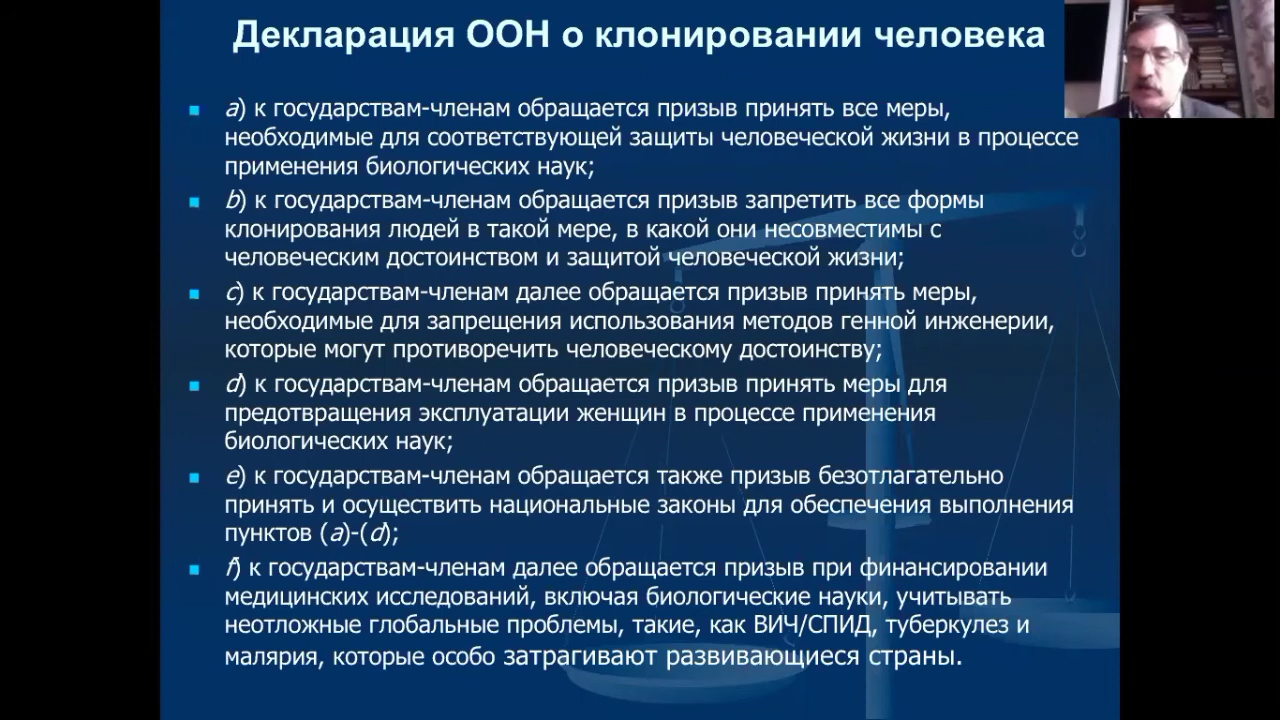 Декларация ООН о клонировании человека
a) к государствам-членам обращается призыв принять все меры,
необходимые для соответствующей защиты человеческой жизни в процессе
применения биологических наук;
b) к государствам-членам обращается призыв запретить все формы
клонирования людей в такой мере, в какой они несовместимы с
человеческим достоинством и защитой человеческой жизни;
c) к государствам-членам далее обращается призыв принять меры,
необходимые для запрещения использования методов генной инженерии,
которые могут противоречить человеческому достоинству;
d) к государствам-членам обращается призыв принять меры для
предотвращения эксплуатации женщин в процессе применения
биологических наук;
e) к государствам-членам обращается также призыв безотлагательно
принять и осуществить национальные законы для обеспечения выполнения
пунктов (a)-(d);
f) к государствам-членам далее обращается призыв при финансировании
медицинских исследований, включая биологические науки, учитывать
неотложные глобальные проблемы, такие, как ВИЧ/СПИД, туберкулез и
малярия, которые особо затрагивают развивающиеся страны.